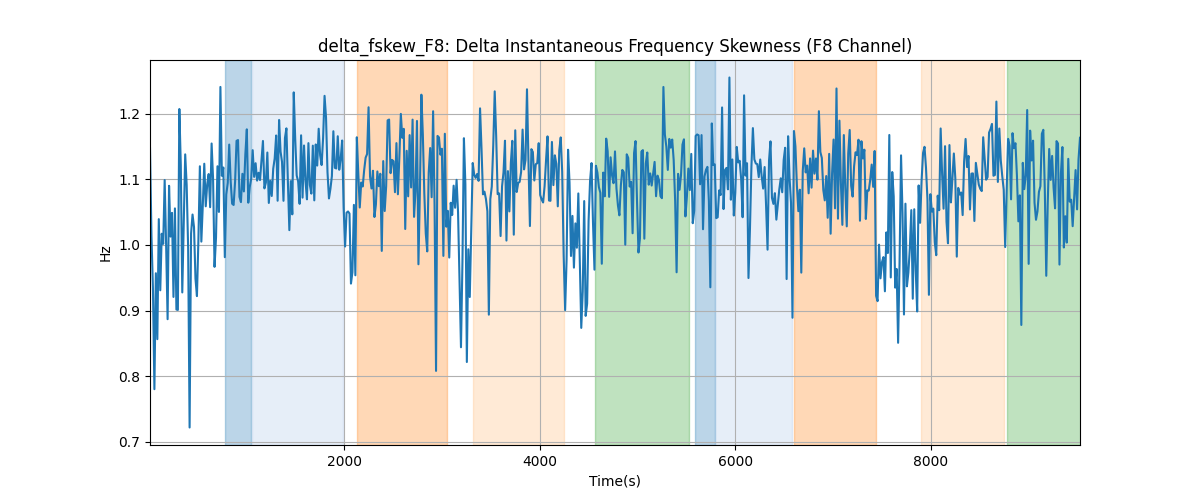 delta_fskew_F8: Delta Instantaneous Frequency Skewness (F8 Channel)
Hz
1.2
1.1
1.0
0.9
0.8
0.7
2000 4000 6000 8000
Time(s)